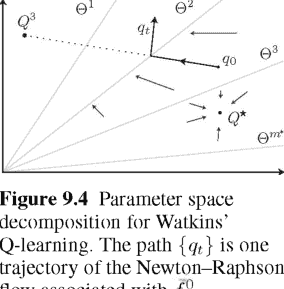 Q³ Θ¹ Θ² q_t q₀ Θ³
Q★
Θ^m★
Figure 9.4 Parameter space
decomposition for Watkins’
Q-learning. The path {q_t} is one
trajectory of the Newton–Raphson